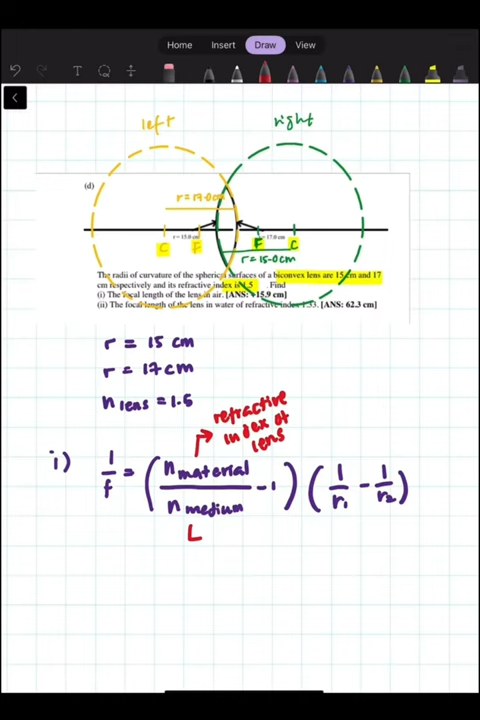 Home Insert Draw View
left
right
(d)
r = 17.0cm
r = 15.0 cm
= 17.0 cm
C F F C
r = 15.0cm
The radii of curvature of the spherical surfaces of a biconvex lens are 15 cm and 17
cm respectively and its refractive index is 1.5 . Find
(i) The focal length of the lens in air. [ANS: +15.9 cm]
(ii) The focal length of the lens in water of refractive index 1.33. [ANS: 62.3 cm]
r = 15 cm
r = 17cm
n lens = 1.5
refractive
index of
lens
i) 1/f = (n material / n medium - 1) (1/r1 - 1/r2)